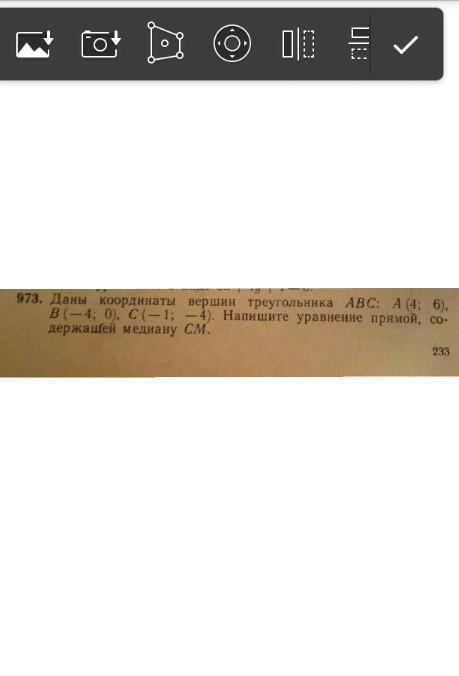 973. Даны координаты вершин треугольника ABC: A (4; 6),
B (—4; 0), C (—1; —4). Напишите уравнение прямой, со-
держащей медиану CM.
233